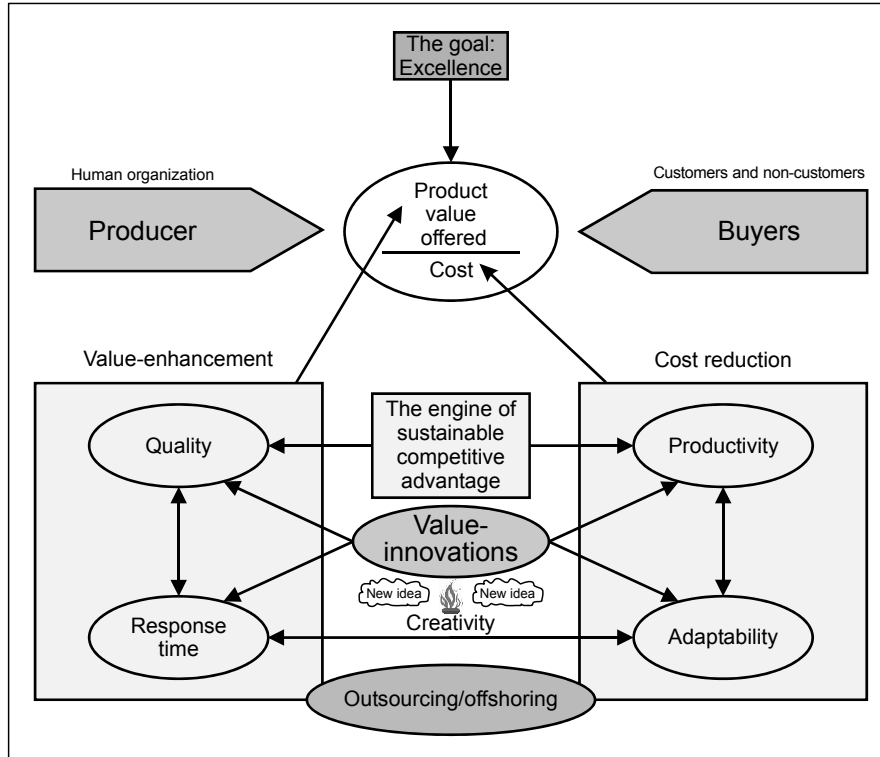 The goal:
Excellence
Human organization
Customers and non-customers
Producer
Product
value
offered
Cost
Buyers
Value-enhancement
Cost reduction
Quality
The engine of
sustainable
competitive
advantage
Productivity
Value-
innovations
New idea
New idea
Creativity
Response
time
Adaptability
Outsourcing/offshoring